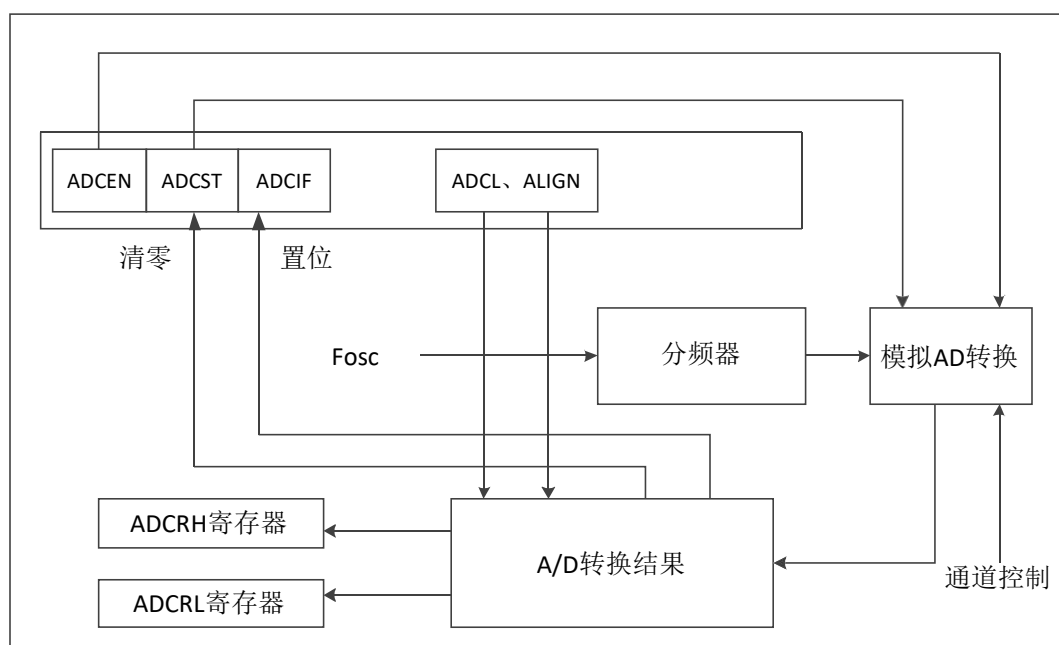 ADCEN
ADCST
ADCIF
ADCL、ALIGN
清零
置位
Fosc
分频器
模拟AD转换
ADCRH寄存器
A/D转换结果
ADCRL寄存器
通道控制